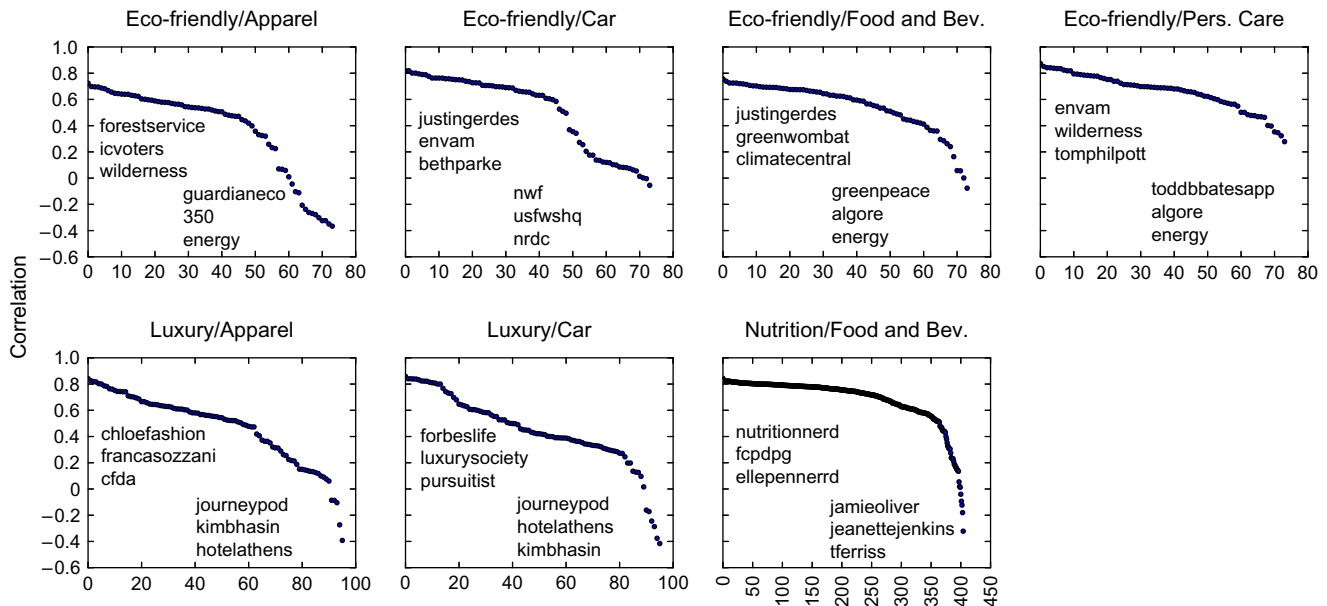 Eco-friendly/Apparel
Eco-friendly/Car
Eco-friendly/Food and Bev.
Eco-friendly/Pers. Care
1.0
0.8
0.6
0.4
0.2
0
−0.2
−0.4
−0.6
forestservice
icvoters
wilderness
guardianeco
350
energy
0 10 20 30 40 50 60 70 80
justingerdes
envam
bethparke
nwf
usfwshq
nrdc
0 10 20 30 40 50 60 70 80
justingerdes
greenwombat
climatecentral
greenpeace
algore
energy
0 10 20 30 40 50 60 70 80
envam
wilderness
tomphilpott
toddbbatesapp
algore
energy
0 10 20 30 40 50 60 70 80
Correlation
Luxury/Apparel
Luxury/Car
Nutrition/Food and Bev.
1.0
0.8
0.6
0.4
0.2
0
−0.2
−0.4
−0.6
chloefashion
francasozzani
cfda
journeypod
kimbhasin
hotelathens
0 20 40 60 80 100
forbeslife
luxurysociety
pursuitist
journeypod
hotelathens
kimbhasin
0 20 40 60 80 100
nutritionnerd
fcpdpg
ellepennerrd
jamieoliver
jeanettejenkins
tferriss
0 50 100 150 200 250 300 350 400 450